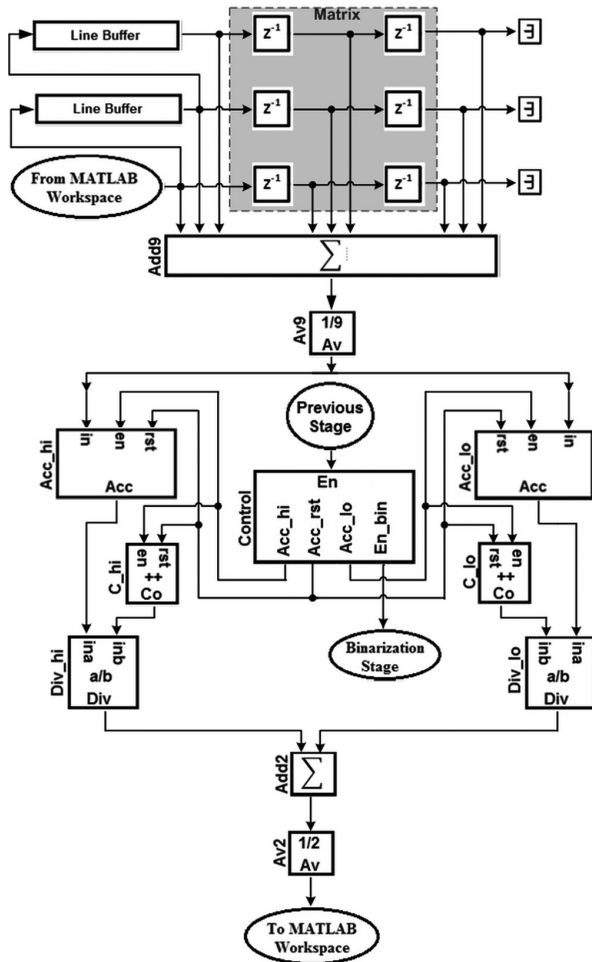 Matrix
Line Buffer
z⁻¹
z⁻¹
Line Buffer
z⁻¹
z⁻¹
From MATLAB
Workspace
z⁻¹
z⁻¹
Add9
∑
Av9
1/9
Av
Previous
Stage
Acc_hi
in
en
rst
Acc
Acc_lo
rst
en
in
Acc
Control
En
Acc_hi
Acc_rst
Acc_lo
En_bin
C_hi
en
rst
++
Co
C_lo
rst
en
++
Co
Div_hi
ina
inb
a/b
Div
Binarization
Stage
Div_lo
inb
ina
a/b
Div
Add2
∑
Av2
1/2
Av
To MATLAB
Workspace